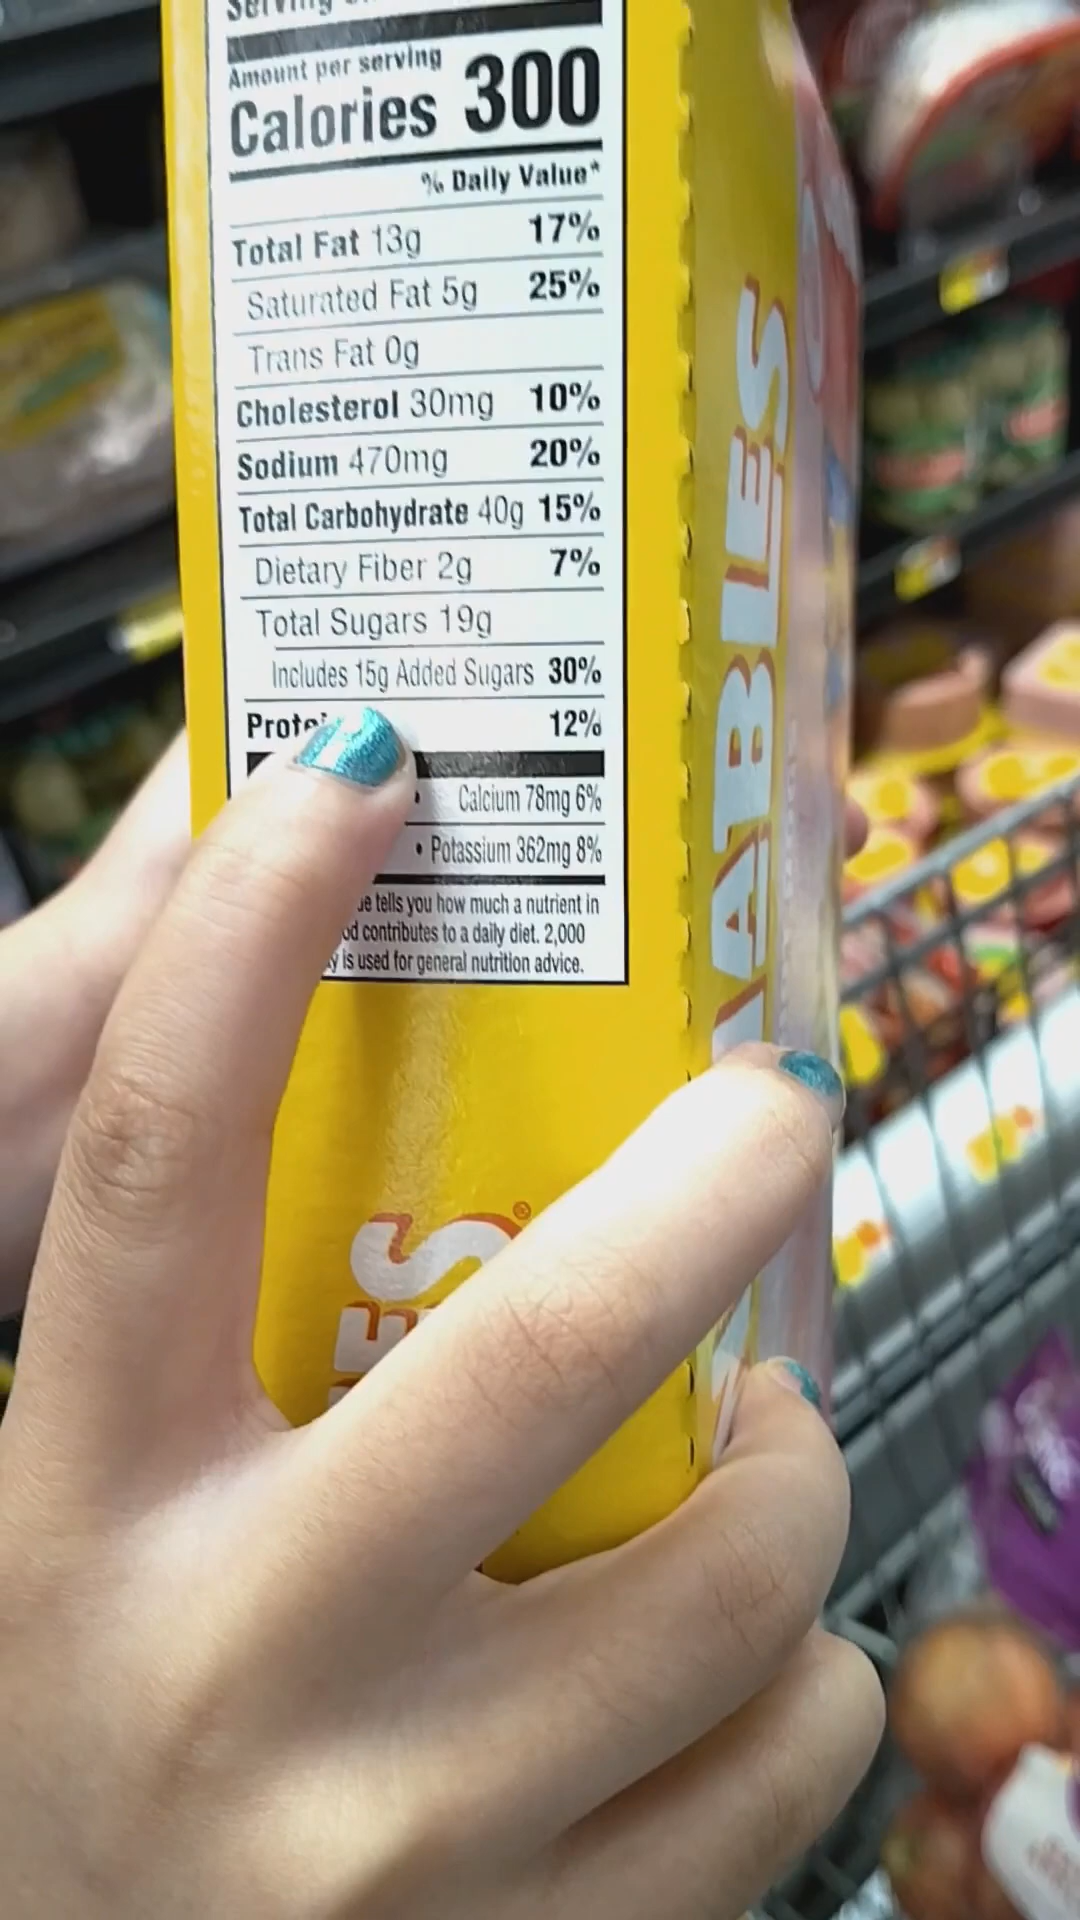 Serving
Amount per serving
Calories 300
% Daily Value*
Total Fat 13g 17%
Saturated Fat 5g 25%
Trans Fat 0g
Cholesterol 30mg 10%
Sodium 470mg 20%
Total Carbohydrate 40g 15%
Dietary Fiber 2g 7%
Total Sugars 19g
Includes 15g Added Sugars 30%
12%
• Calcium 78mg 6%
• Potassium 362mg 8%
tells you how much a nutrient in
contributes to a daily diet. 2,000
is used for general nutrition advice.
ABLES
ES®